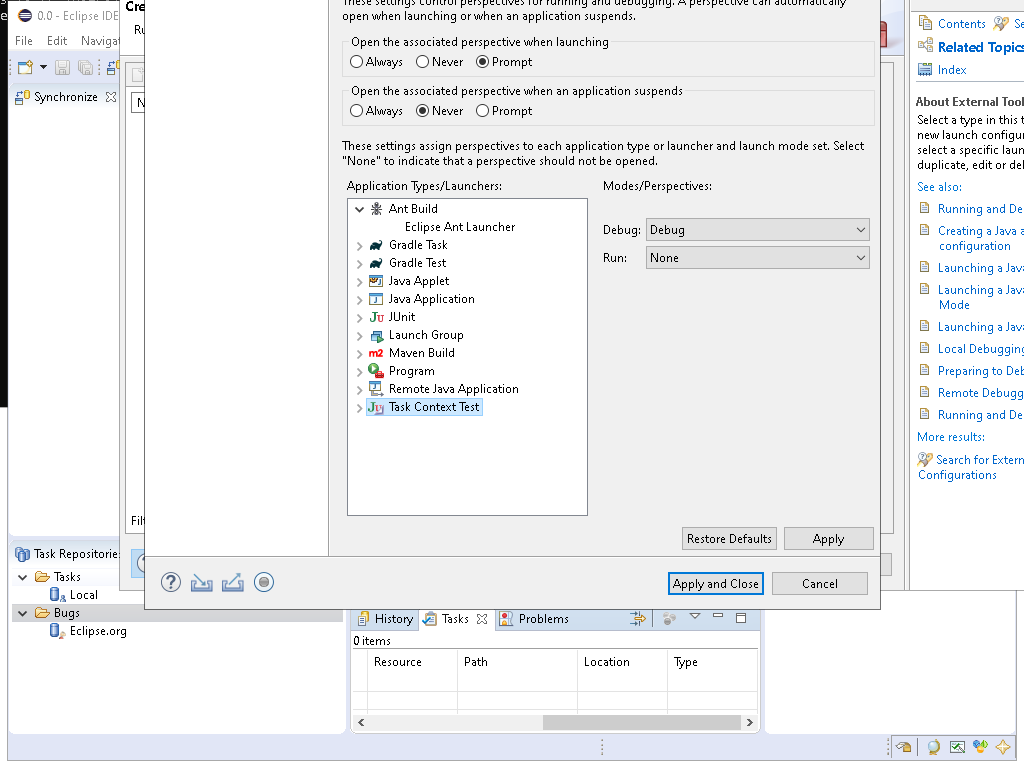 0.0 - Eclipse IDE
File Edit Navigat
Synchronize
Cre
Ru
N
Filt
These settings control perspectives for running and debugging. A perspective can automatically
open when launching or when an application suspends.
Open the associated perspective when launching
Always Never Prompt
Open the associated perspective when an application suspends
Always Never Prompt
These settings assign perspectives to each application type or launcher and launch mode set. Select
"None" to indicate that a perspective should not be opened.
Application Types/Launchers:
Modes/Perspectives:
Ant Build
Eclipse Ant Launcher
Gradle Task
Gradle Test
Java Applet
Java Application
JUnit
Launch Group
Maven Build
Program
Remote Java Application
Task Context Test
Debug: Debug
Run: None
Restore Defaults Apply
Apply and Close Cancel
Contents Se
Related Topics
Index
About External Tool
Select a type in this t
new launch configur
select a specific laun
duplicate, edit or del
See also:
Running and De
Creating a Java a
configuration
Launching a Java
Launching a Java
Mode
Launching a Java
Local Debugging
Preparing to Deb
Remote Debugg
Running and De
More results:
Search for Extern
Configurations
Task Repositorie
Tasks
Local
Bugs
Eclipse.org
History Tasks Problems
0 items
Resource Path Location Type